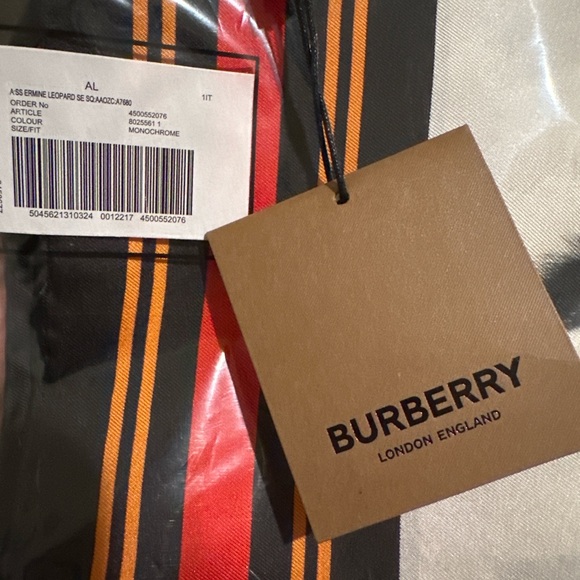 AL
A:SS ERMINE LEOPARD SE SQ:AAOZC:A7680 1IT
ORDER No
ARTICLE 4500552076
COLOUR 8025561 1
SIZE/FIT MONOCHROME
5045621310324 0012217 4500552076
BURBERRY
LONDON ENGLAND